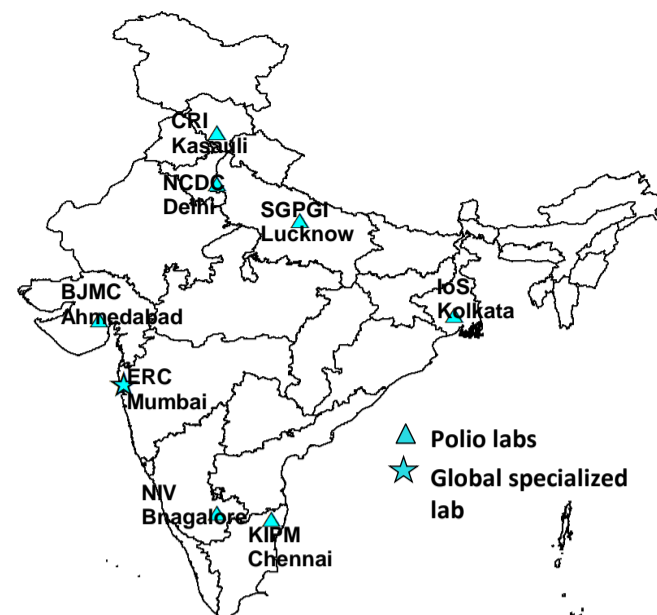 CRI
Kasauli
NCDC
Delhi
SGPGI
Lucknow
BJMC
Ahmedabad
IoS
Kolkata
ERC
Mumbai
Polio labs
Global specialized
lab
NIV
Bnagalore
KIPM
Chennai